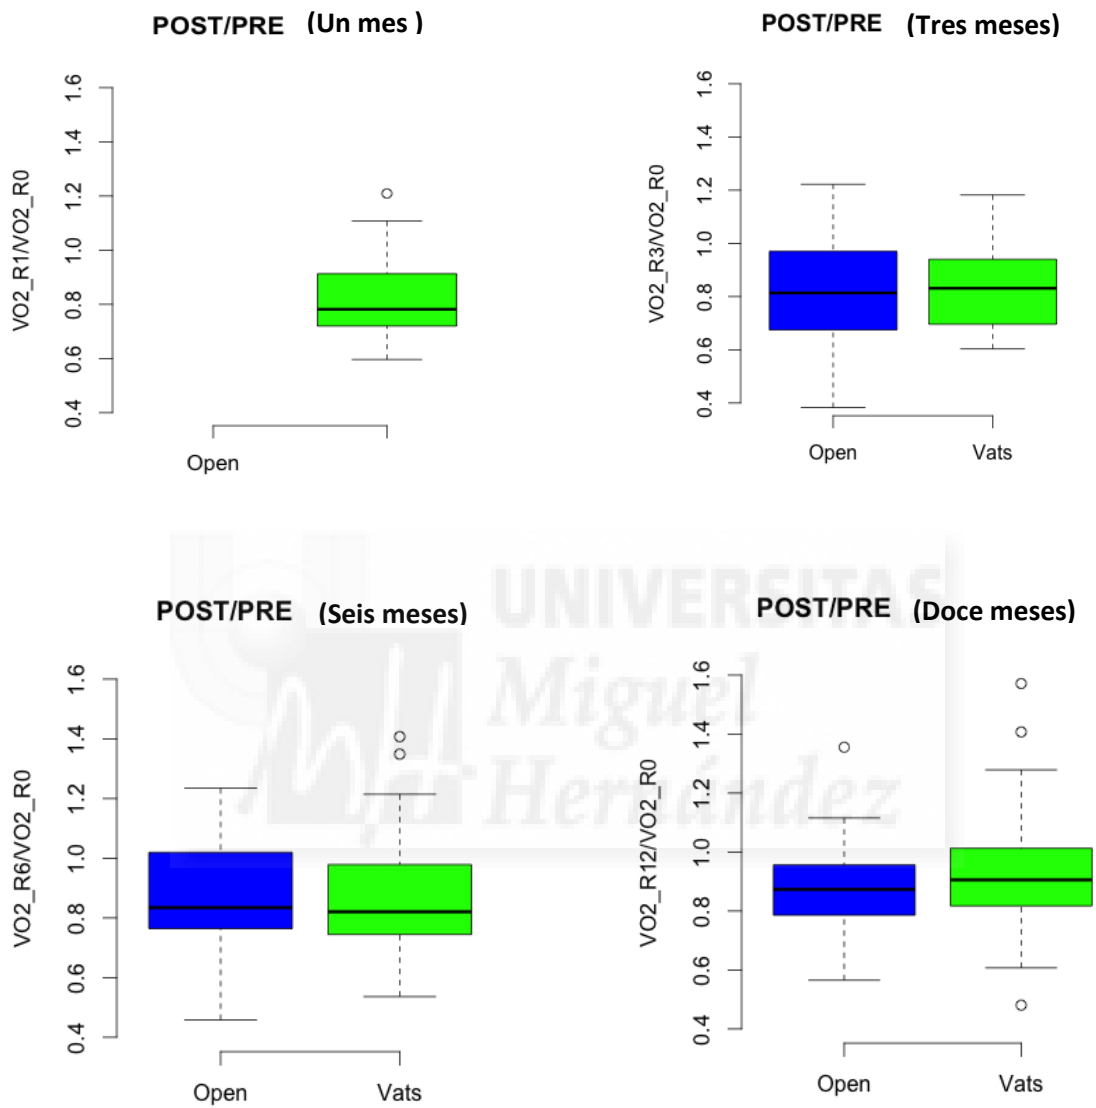 POST/PRE (Un mes )
1.6
1.4
1.2
1.0
0.8
0.6
0.4
VO2_R1/VO2_R0
Open
POST/PRE (Tres meses)
1.6
1.4
1.2
1.0
0.8
0.6
0.4
VO2_R3/VO2_R0
Open Vats
UNIVERSITAS
Miguel
Hernández
POST/PRE (Seis meses)
1.6
1.4
1.2
1.0
0.8
0.6
0.4
VO2_R6/VO2_R0
Open Vats
POST/PRE (Doce meses)
1.6
1.4
1.2
1.0
0.8
0.6
0.4
VO2_R12/VO2_R0
Open Vats